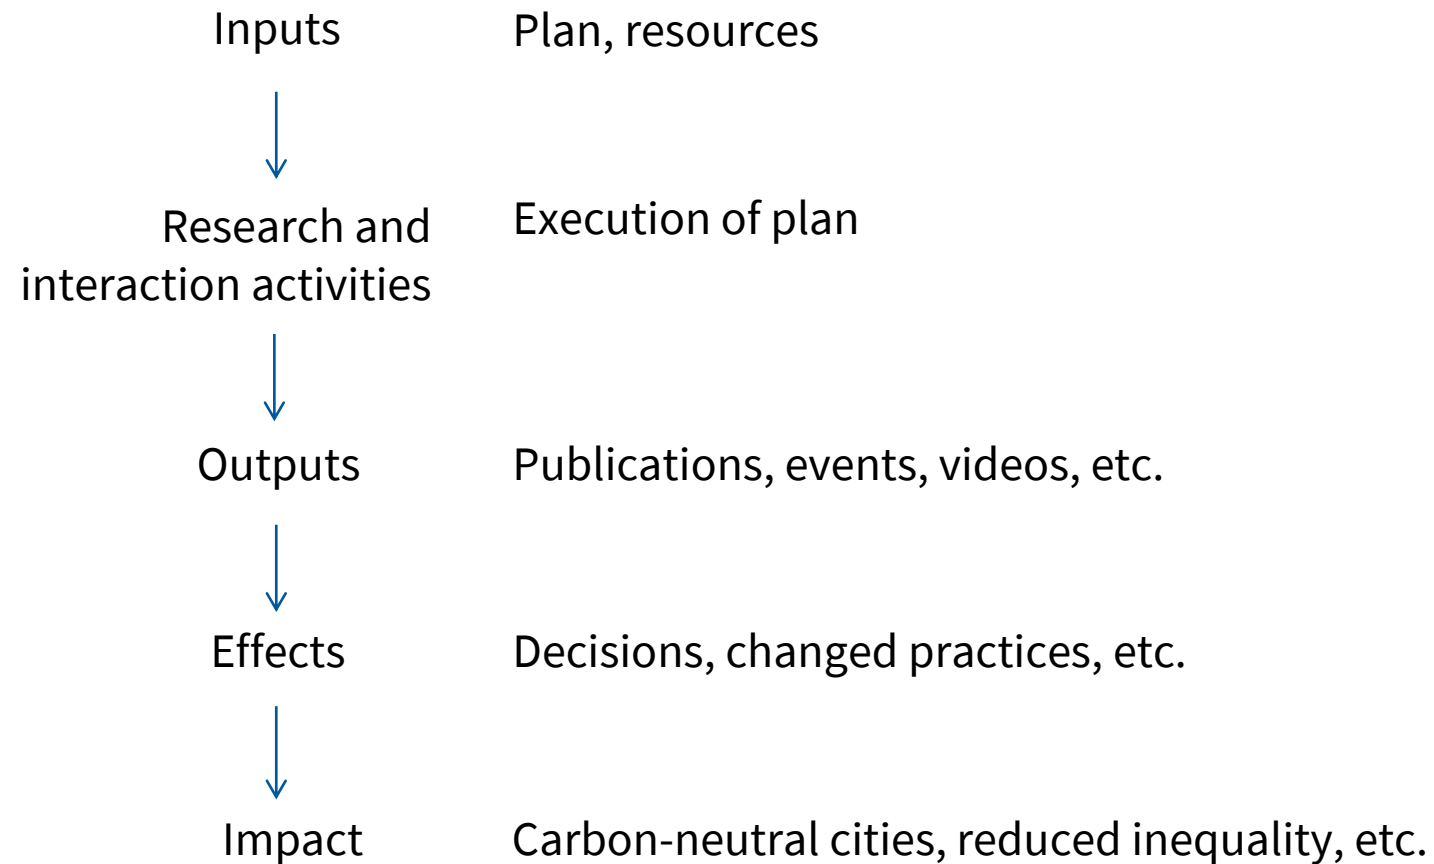 Inputs
Plan, resources
Research and
interaction activities
Execution of plan
Outputs
Publications, events, videos, etc.
Effects
Decisions, changed practices, etc.
Impact
Carbon-neutral cities, reduced inequality, etc.